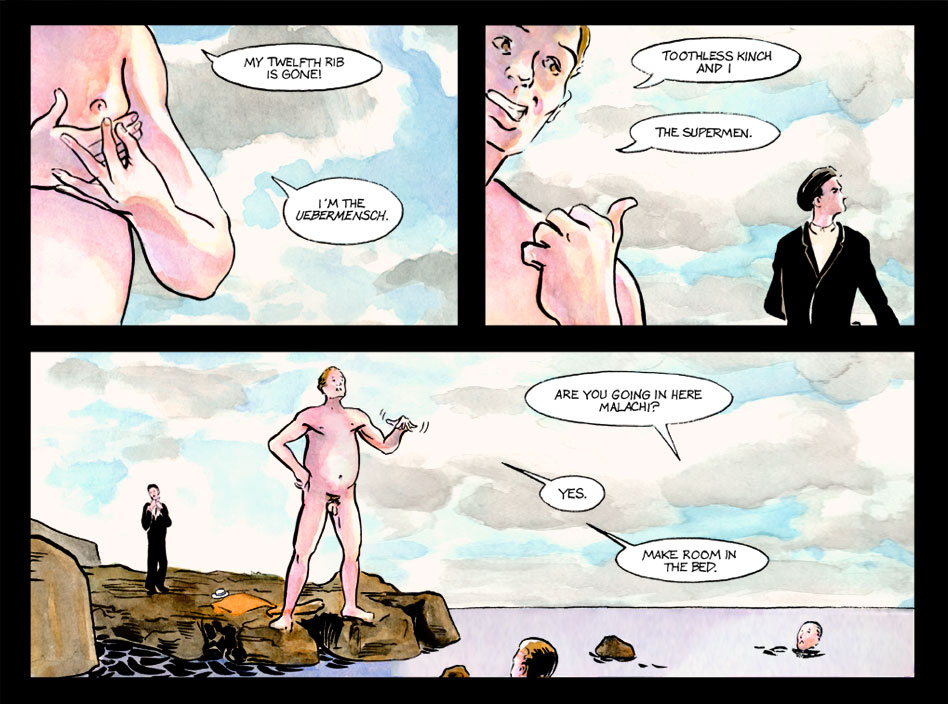 MY TWELFTH RIB
IS GONE!
I'M THE
UEBERMENSCH.
TOOTHLESS KINCH
AND I
THE SUPERMEN.
ARE YOU GOING IN HERE
MALACHI?
YES.
MAKE ROOM IN
THE BED.